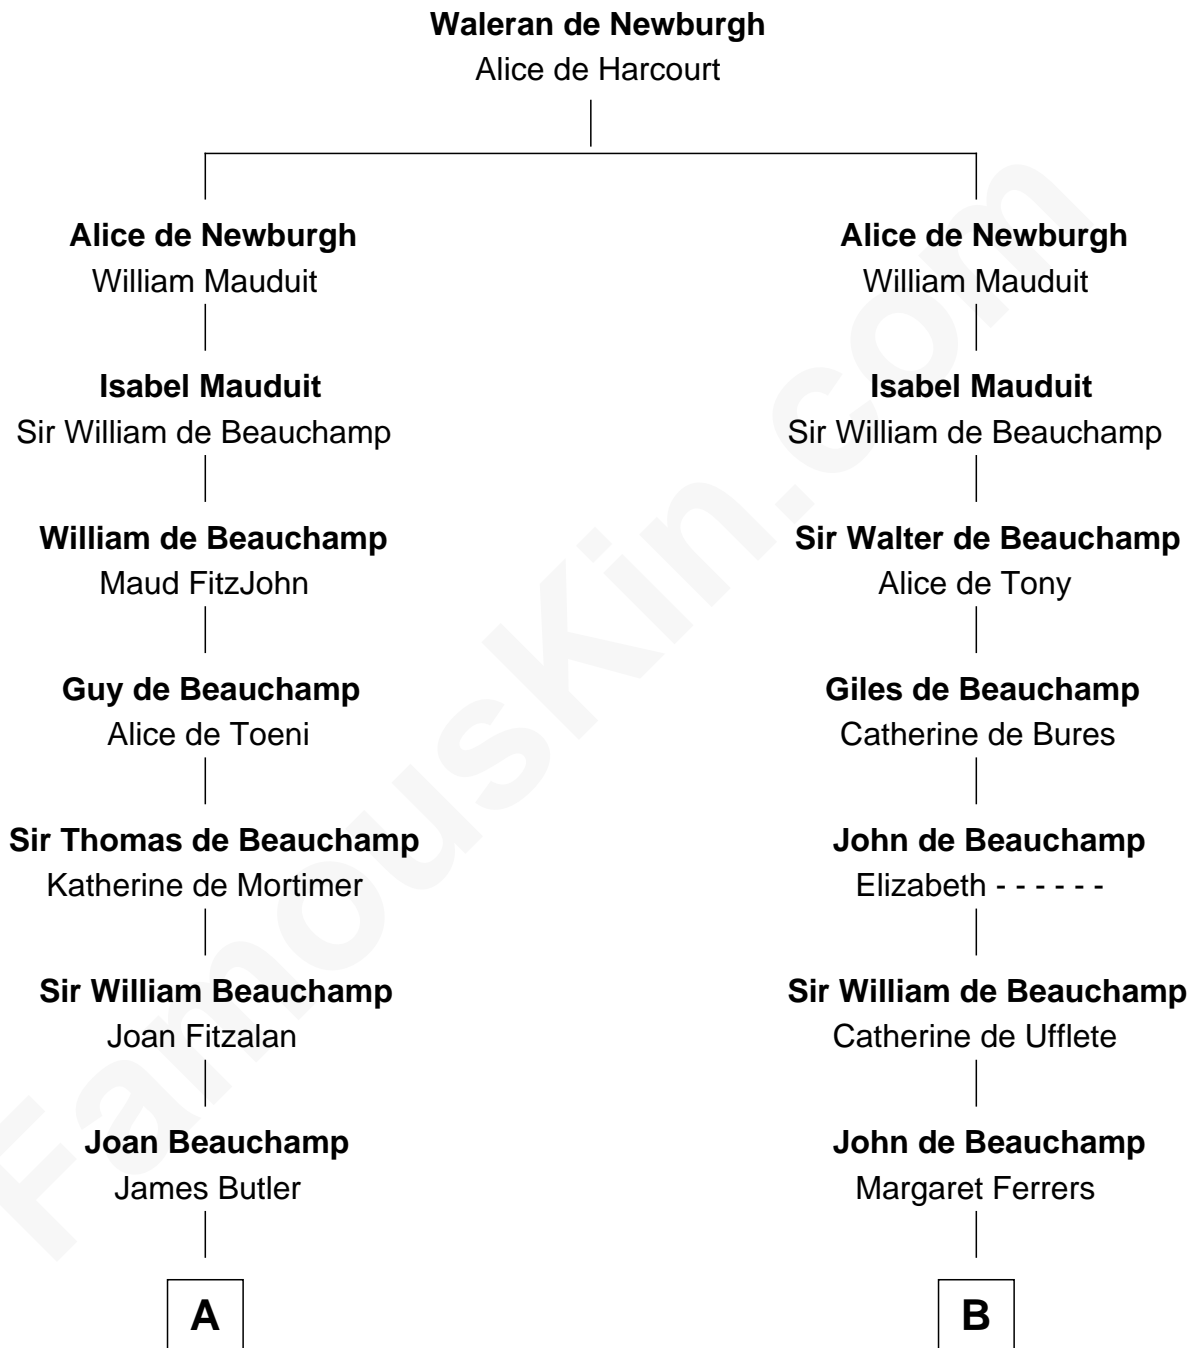 Waleran de Newburgh
Alice de Harcourt
Alice de Newburgh
William Mauduit
Isabel Mauduit
Sir William de Beauchamp
William de Beauchamp
Maud FitzJohn
Guy de Beauchamp
Alice de Toeni
Sir Thomas de Beauchamp
Katherine de Mortimer
Sir William Beauchamp
Joan Fitzalan
Joan Beauchamp
James Butler
A
Alice de Newburgh
William Mauduit
Isabel Mauduit
Sir William de Beauchamp
Sir Walter de Beauchamp
Alice de Tony
Giles de Beauchamp
Catherine de Bures
John de Beauchamp
Elizabeth - - - - - -
Sir William de Beauchamp
Catherine de Ufflete
John de Beauchamp
Margaret Ferrers
B
FamousKin.com